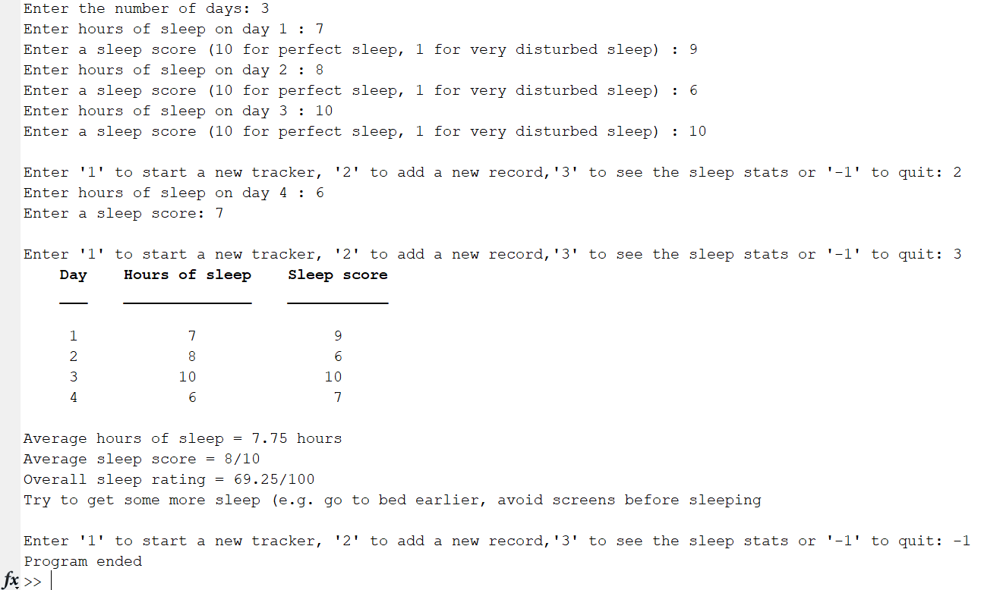 Enter the number of days: 3
Enter hours of sleep on day 1 : 7
Enter a sleep score (10 for perfect sleep, 1 for very disturbed sleep) : 9
Enter hours of sleep on day 2 : 8
Enter a sleep score (10 for perfect sleep, 1 for very disturbed sleep) : 6
Enter hours of sleep on day 3 : 10
Enter a sleep score (10 for perfect sleep, 1 for very disturbed sleep) : 10
Enter '1' to start a new tracker, '2' to add a new record,'3' to see the sleep stats or '-1' to quit: 2
Enter hours of sleep on day 4 : 6
Enter a sleep score: 7
Enter '1' to start a new tracker, '2' to add a new record,'3' to see the sleep stats or '-1' to quit: 3
Day Hours of sleep Sleep score
1 7 9
2 8 6
3 10 10
4 6 7
Average hours of sleep = 7.75 hours
Average sleep score = 8/10
Overall sleep rating = 69.25/100
Try to get some more sleep (e.g. go to bed earlier, avoid screens before sleeping
Enter '1' to start a new tracker, '2' to add a new record,'3' to see the sleep stats or '-1' to quit: -1
Program ended
fx >>